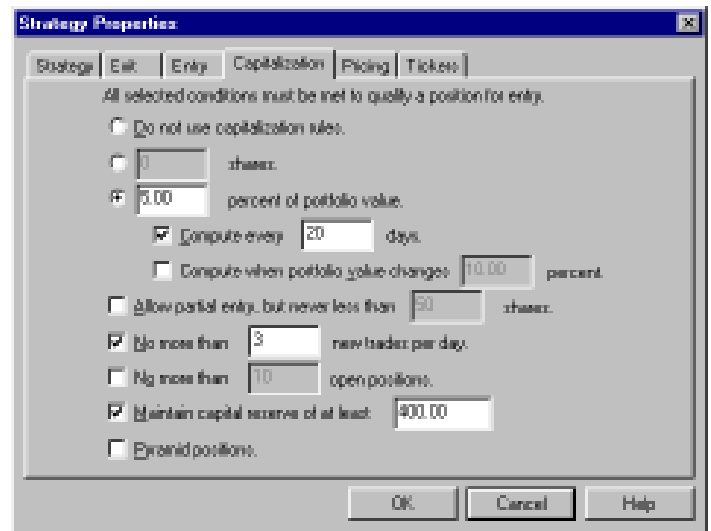 Strategy Properties
Strategy Exit Entry Capitalization Pricing Tickers
All selected conditions must be met to qualify a position for entry.
Do not use capitalization rules.
0 shares.
5.00 percent of portfolio value.
Compute every 20 days.
Compute when portfolio value changes 10.00 percent.
Allow partial entry, but never less than 50 shares.
No more than 3 new trades per day.
No more than 10 open positions.
Maintain capital reserve of at least 400.00
Pyramid positions.
OK Cancel Help